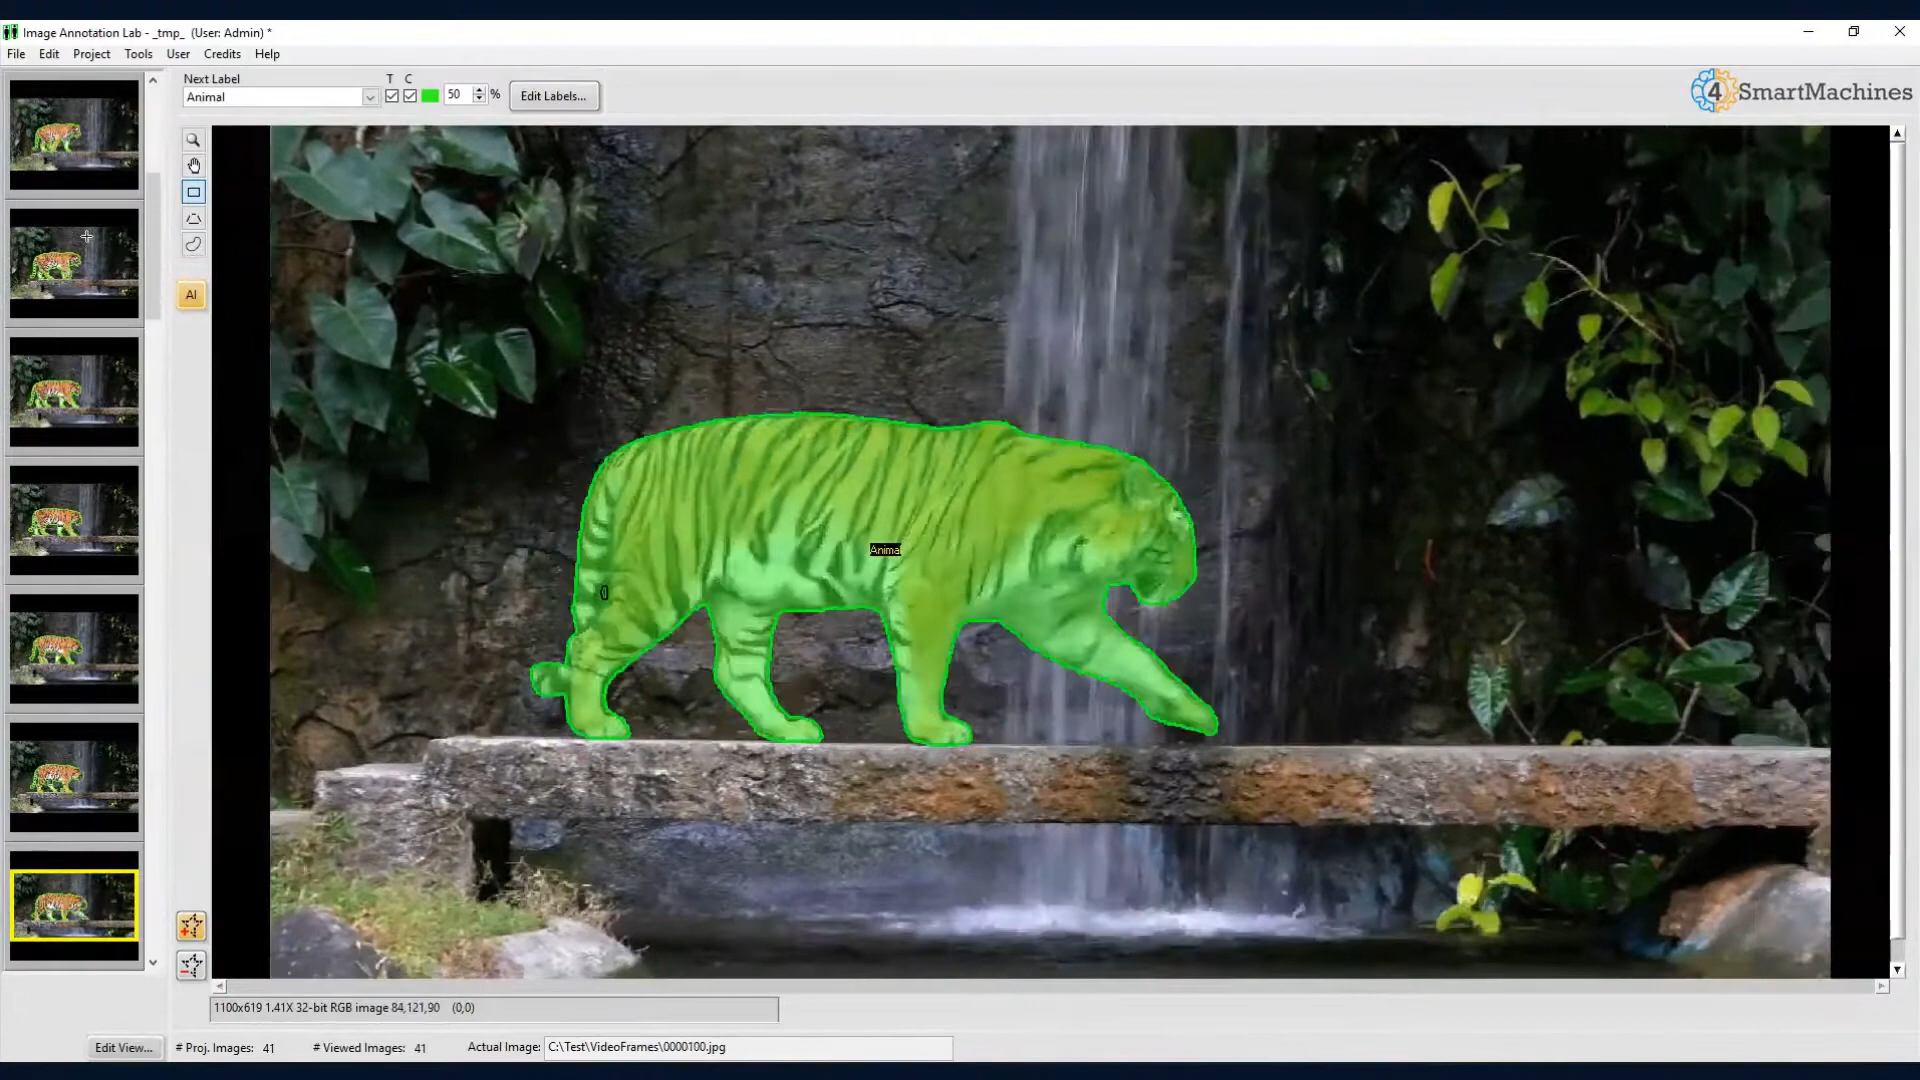 Image Annotation Lab - _tmp_ (User: Admin) *
File Edit Project Tools User Credits Help
Next Label T C
Animal 50 % Edit Labels...
4SmartMachines
AI
Animal
1100x619 1.41X 32-bit RGB image 84,121,90 (0,0)
Edit View... # Proj. Images: 41 # Viewed Images: 41 Actual Image: C:\Test\VideoFrames\0000100.jpg